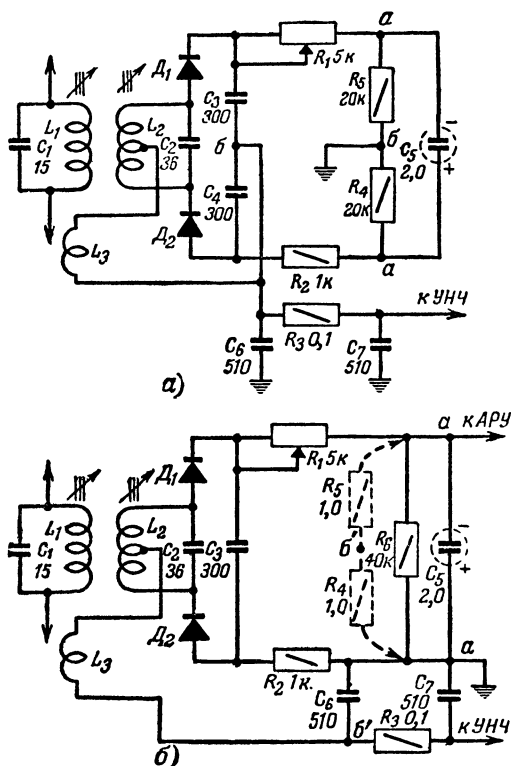 а
R₁ 5к
Д₁
C₃
300
R₅
20к
L₁
L₂
C₁
15
C₂
36
б
б
C₅
2,0
−
+
C₄
300
R₄
20к
Д₂
L₃
R₂ 1к
а
к УНЧ
C₆
510
R₃ 0,1
C₇
510
а)
а
к АРУ
R₁ 5к
Д₁
R₅
1,0
L₁
L₂
C₁
15
C₂
36
C₃
300
б
R₆
40к
−
C₅
2,0
+
R₄
1,0
Д₂
L₃
R₂ 1к.
а
C₆
510
C₇
510
б'
R₃ 0,1
к УНЧ
б)